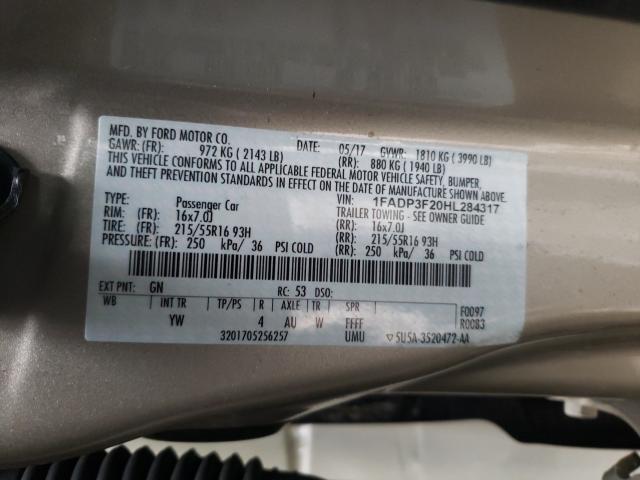 MFD. BY FORD MOTOR CO. DATE: 05/17 GVWR: 1810 KG ( 3990 LB)
GAWR: (FR): 972 KG ( 2143 LB) (RR): 880 KG ( 1940 LB)
THIS VEHICLE CONFORMS TO ALL APPLICABLE FEDERAL MOTOR VEHICLE SAFETY, BUMPER,
AND THEFT PREVENTION STANDARDS IN EFFECT ON THE DATE OF MANUFACTURE SHOWN ABOVE.
VIN: 1FADP3F20HL284317
TYPE: Passenger Car TRAILER TOWING - SEE OWNER GUIDE
RIM: (FR): 16x7.0J (RR): 16x7.0J
TIRE: (FR): 215/55R16 93H (RR): 215/55R16 93H
PRESSURE: (FR): 250 kPa/ 36 PSI COLD (RR): 250 kPa/ 36 PSI COLD
EXT PNT: GN RC: 53 DSO:
WB INT TR TP/PS R AXLE TR SPR F0097
YW 4 AU W FFFF R0083
3201705256257 UMU 5U5A-3520472-AA